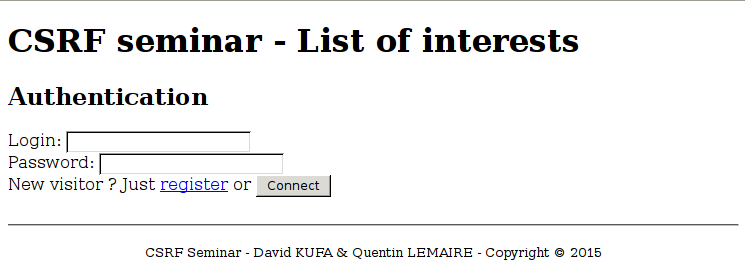 CSRF seminar - List of interests
Authentication
Login:
Password:
New visitor ? Just register or Connect
CSRF Seminar - David KUFA & Quentin LEMAIRE - Copyright © 2015